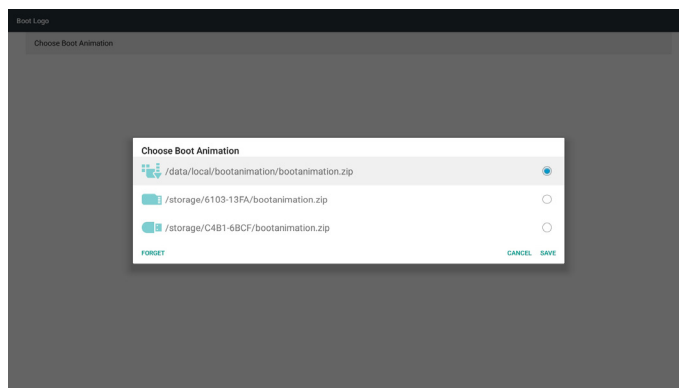 Boot Logo
Choose Boot Animation
Choose Boot Animation
/data/local/bootanimation/bootanimation.zip
/storage/6103-13FA/bootanimation.zip
/storage/C4B1-6BCF/bootanimation.zip
FORGET CANCEL SAVE